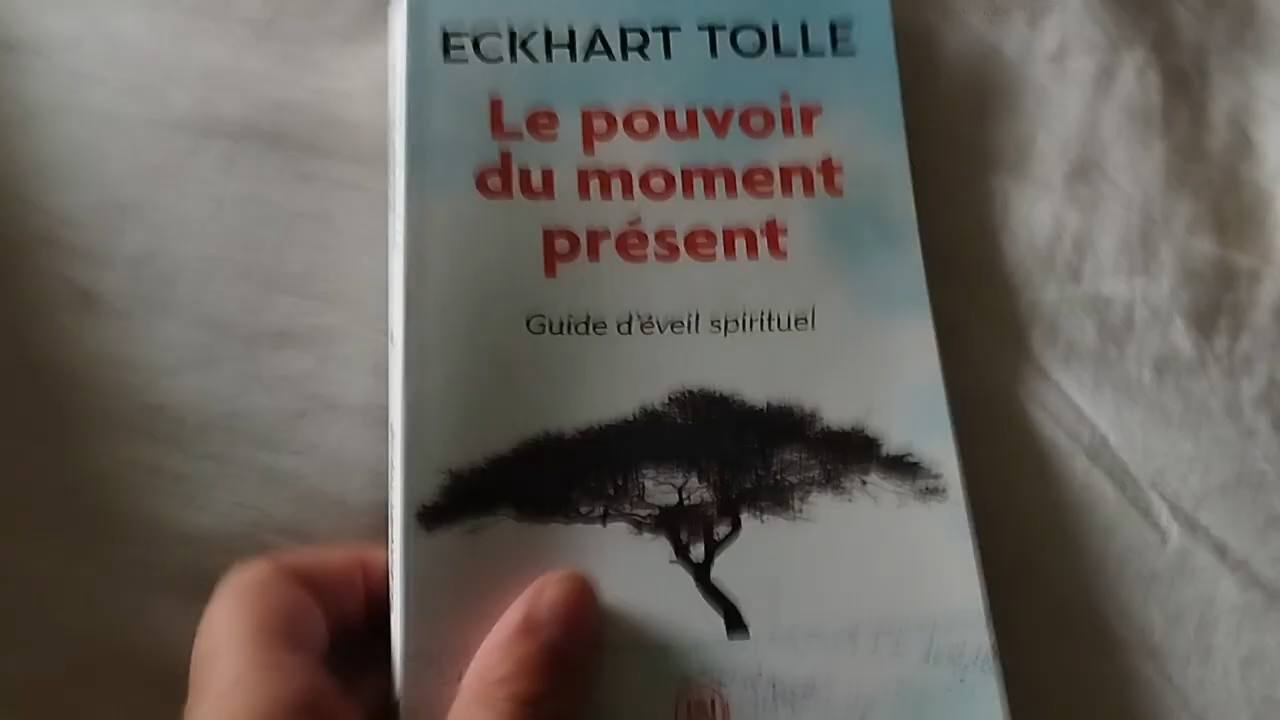 ECKHART TOLLE
Le pouvoir
du moment
présent
Guide d'éveil spirituel